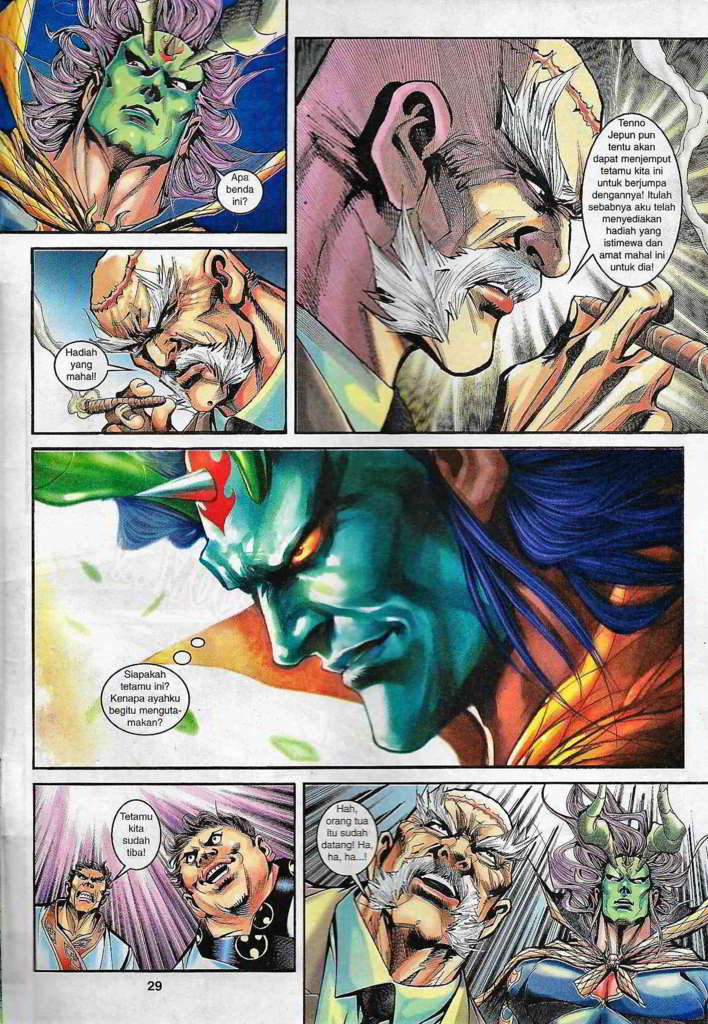 Apa
benda
ini?
Tenno
Jepun pun
tentu akan
dapat menjemput
tetamu kita ini
untuk berjumpa
dengannya! Itulah
sebabnya aku telah
menyediakan
hadiah yang
istimewa dan
amat mahal ini
untuk dia!
Hadiah
yang
mahal!
Siapakah
tetamu ini?
Kenapa ayahku
begitu menguta-
makan?
Tetamu
kita
sudah
tiba!
Hah,
orang tua
itu sudah
datang! Ha,
ha, ha...!
29